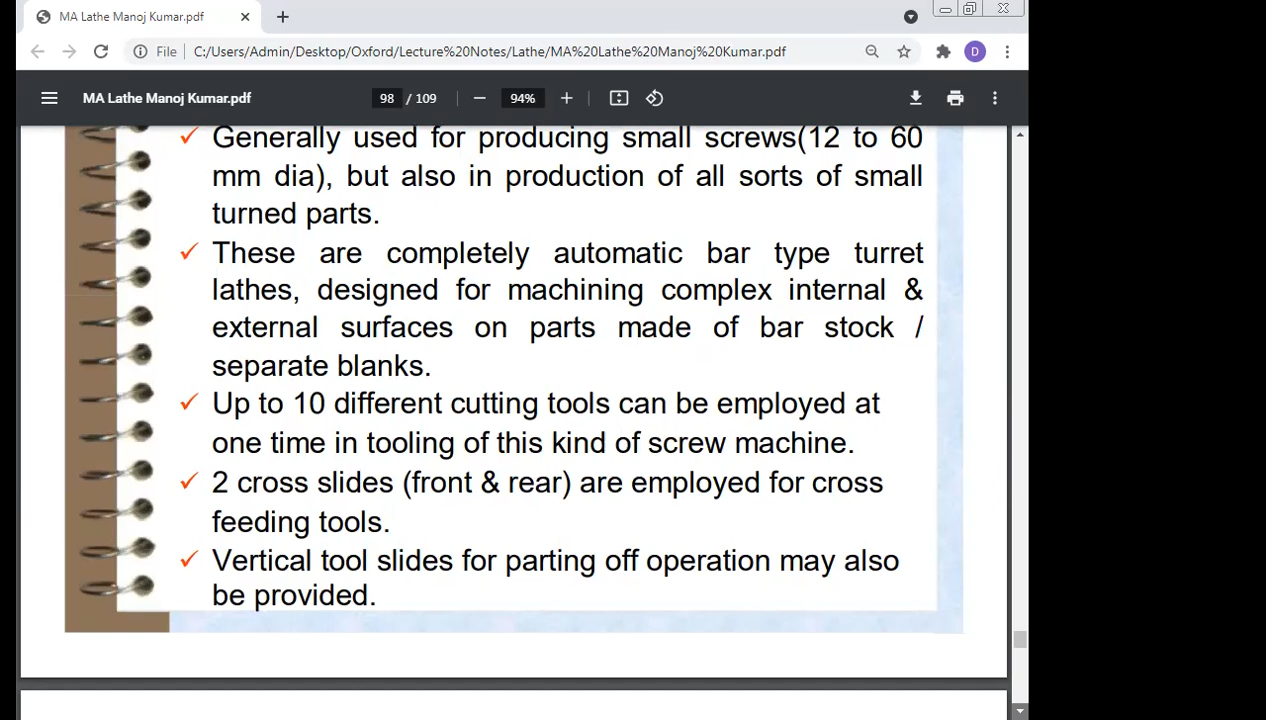 MA Lathe Manoj Kumar.pdf
File C:/Users/Admin/Desktop/Oxford/Lecture%20Notes/Lathe/MA%20Lathe%20Manoj%20Kumar.pdf D
MA Lathe Manoj Kumar.pdf 98 / 109 94%
Generally used for producing small screws(12 to 60
mm dia), but also in production of all sorts of small
turned parts.
These are completely automatic bar type turret
lathes, designed for machining complex internal &
external surfaces on parts made of bar stock /
separate blanks.
Up to 10 different cutting tools can be employed at
one time in tooling of this kind of screw machine.
2 cross slides (front & rear) are employed for cross
feeding tools.
Vertical tool slides for parting off operation may also
be provided.